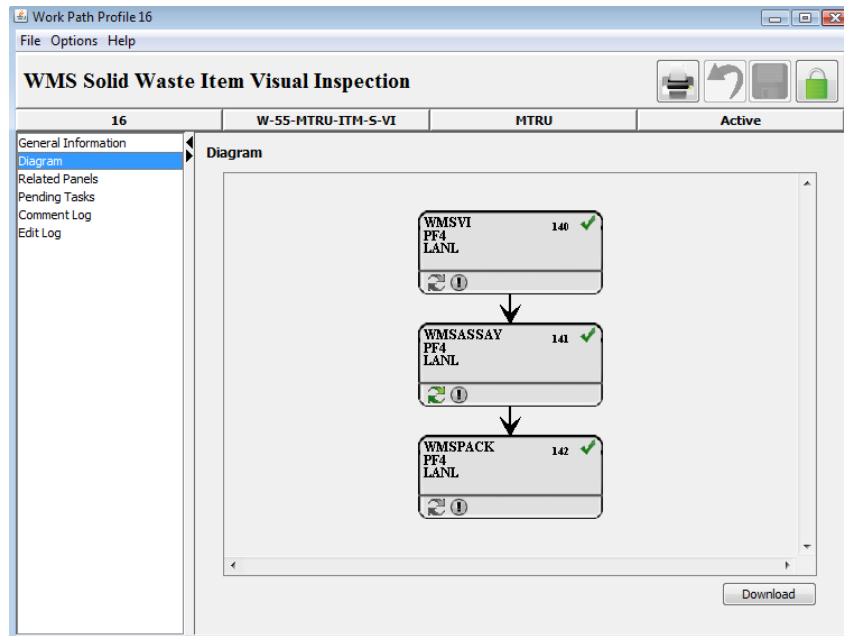 Work Path Profile 16
File Options Help
WMS Solid Waste Item Visual Inspection
16 W-55-MTRU-ITM-S-VI MTRU Active
General Information
Diagram
Related Panels
Pending Tasks
Comment Log
Edit Log
Diagram
WMSVI 140
PF4
LANL
WMSASSAY 141
PF4
LANL
WMSPACK 142
PF4
LANL
Download